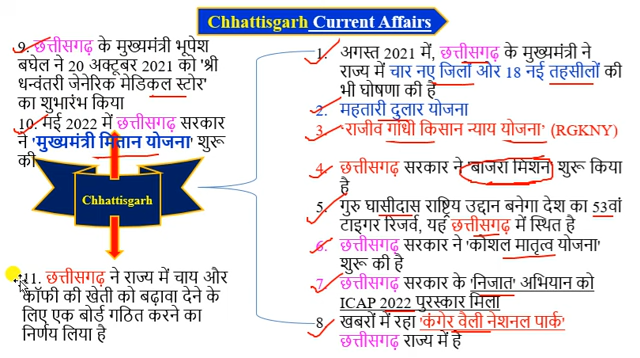 Chhattisgarh Current Affairs
9. छत्तीसगढ़ के मुख्यमंत्री भूपेश
बघेल ने 20 अक्टूबर 2021 को 'श्री
धन्वंतरी जेनेरिक मेडिकल स्टोर'
का शुभारंभ किया
10. मई 2022 में छत्तीसगढ़ सरकार
ने 'मुख्यमंत्री मितान योजना' शुरू
की
Chhattisgarh
11. छत्तीसगढ़ ने राज्य में चाय और
कॉफी की खेती को बढ़ावा देने के
लिए एक बोर्ड गठित करने का
निर्णय लिया है
1. अगस्त 2021 में, छत्तीसगढ़ के मुख्यमंत्री ने
राज्य में चार नए जिलों और 18 नई तहसीलों की
भी घोषणा की है
2. महतारी दुलार योजना
3. 'राजीव गांधी किसान न्याय योजना' (RGKNY)
4. छत्तीसगढ़ सरकार ने 'बाजरा मिशन' शुरू किया
है
5. गुरु घासीदास राष्ट्रिय उद्दान बनेगा देश का 53वां
टाइगर रिजर्व, यह छत्तीसगढ़ में स्थित है
6. छत्तीसगढ़ सरकार ने 'कौशल मातृत्व योजना'
शुरू की है
7 छत्तीसगढ़ सरकार के 'निजात' अभियान को
ICAP 2022 पुरस्कार मिला
8 खबरों में रहा 'कंगेर वैली नेशनल पार्क'
छत्तीसगढ़ राज्य में है